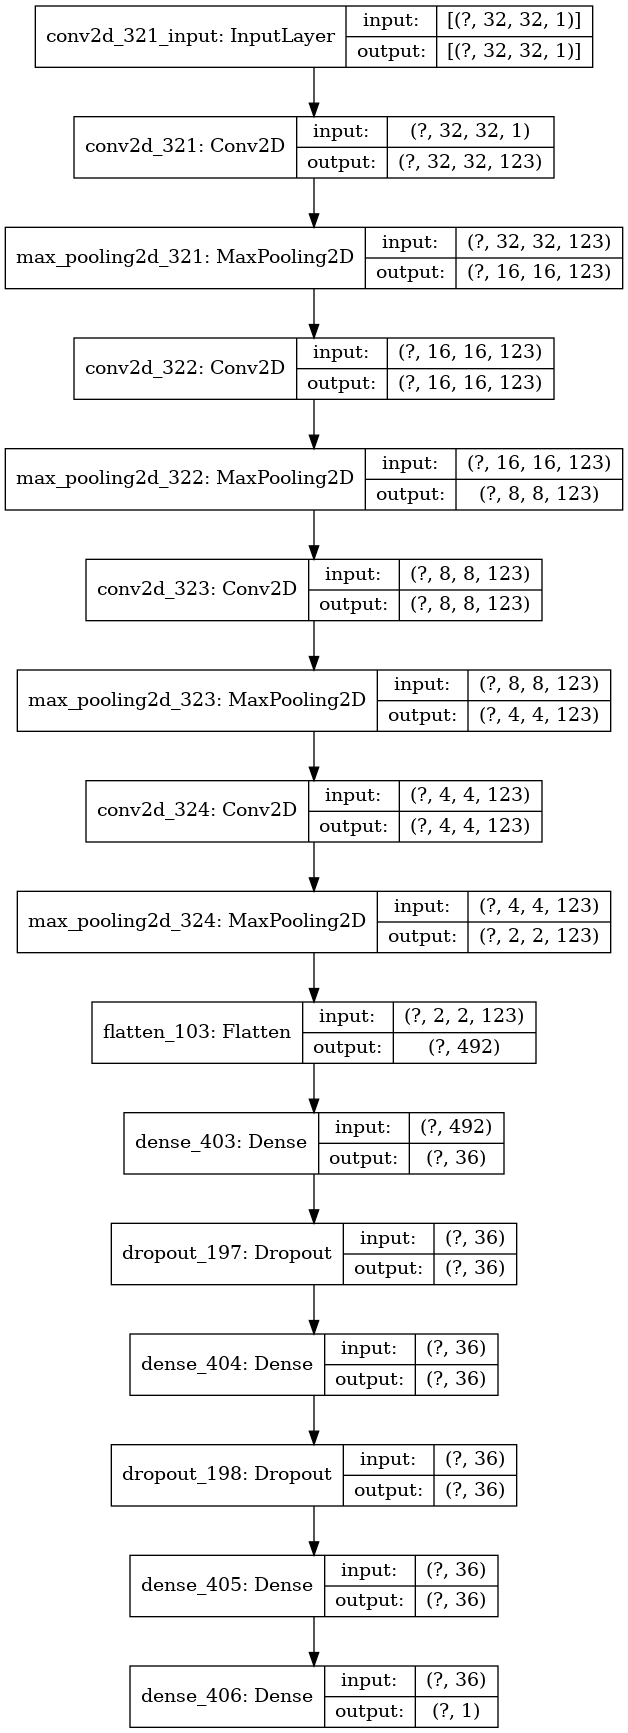 conv2d_321_input: InputLayer
input: [(?, 32, 32, 1)]
output: [(?, 32, 32, 1)]
conv2d_321: Conv2D
input: (?, 32, 32, 1)
output: (?, 32, 32, 123)
max_pooling2d_321: MaxPooling2D
input: (?, 32, 32, 123)
output: (?, 16, 16, 123)
conv2d_322: Conv2D
input: (?, 16, 16, 123)
output: (?, 16, 16, 123)
max_pooling2d_322: MaxPooling2D
input: (?, 16, 16, 123)
output: (?, 8, 8, 123)
conv2d_323: Conv2D
input: (?, 8, 8, 123)
output: (?, 8, 8, 123)
max_pooling2d_323: MaxPooling2D
input: (?, 8, 8, 123)
output: (?, 4, 4, 123)
conv2d_324: Conv2D
input: (?, 4, 4, 123)
output: (?, 4, 4, 123)
max_pooling2d_324: MaxPooling2D
input: (?, 4, 4, 123)
output: (?, 2, 2, 123)
flatten_103: Flatten
input: (?, 2, 2, 123)
output: (?, 492)
dense_403: Dense
input: (?, 492)
output: (?, 36)
dropout_197: Dropout
input: (?, 36)
output: (?, 36)
dense_404: Dense
input: (?, 36)
output: (?, 36)
dropout_198: Dropout
input: (?, 36)
output: (?, 36)
dense_405: Dense
input: (?, 36)
output: (?, 36)
dense_406: Dense
input: (?, 36)
output: (?, 1)